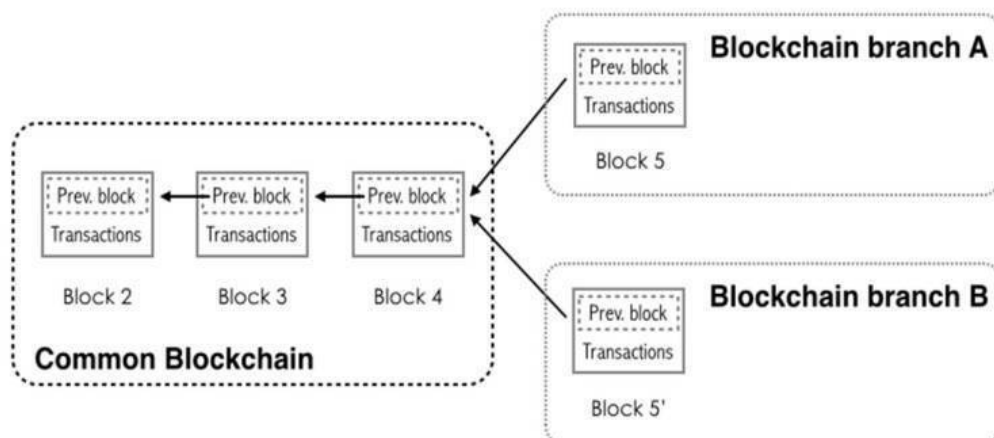 Blockchain branch A
Prev. block
Transactions
Block 5
Prev. block
Transactions
Block 2
Prev. block
Transactions
Block 3
Prev. block
Transactions
Block 4
Common Blockchain
Blockchain branch B
Prev. block
Transactions
Block 5'